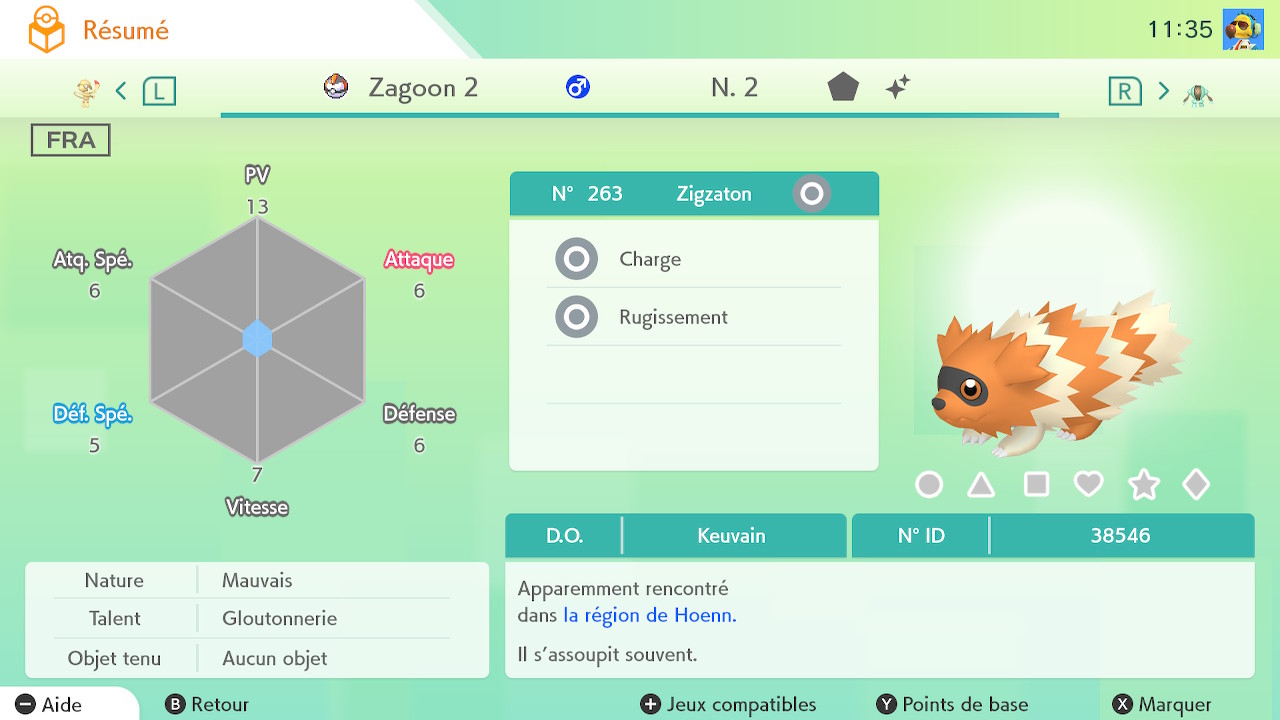 Résumé
11:35
L
Zagoon 2
N. 2
R
FRA
PV
13
Atq. Spé.
6
Attaque
6
Déf. Spé.
5
Défense
6
7
Vitesse
N° 263 Zigzaton
Charge
Rugissement
D.O. Keuvain
N° ID 38546
Apparemment rencontré
dans la région de Hoenn.
Il s'assoupit souvent.
Nature Mauvais
Talent Gloutonnerie
Objet tenu Aucun objet
Aide
B Retour
Jeux compatibles
Y Points de base
X Marquer